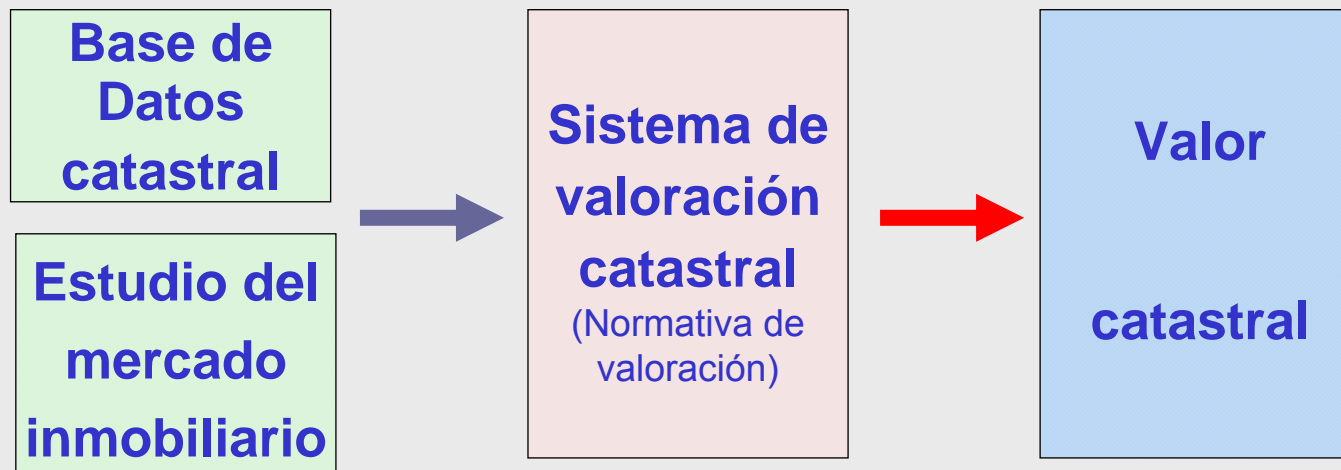 Base de
Datos
catastral
Estudio del
mercado
inmobiliario
Sistema de
valoración
catastral
(Normativa de
valoración)
Valor
catastral